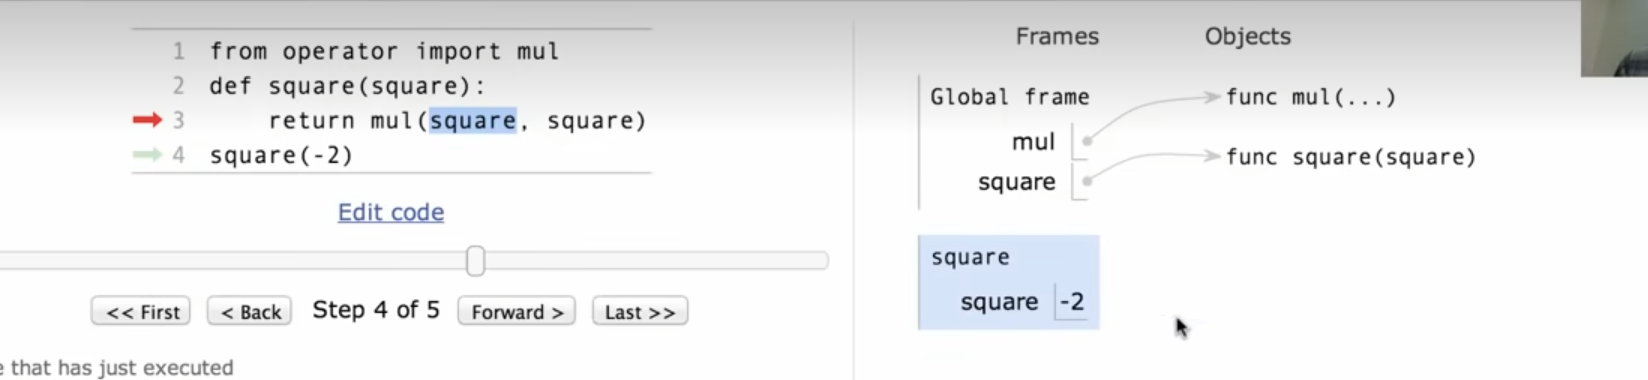 1 from operator import mul
2 def square(square):
3 return mul(square, square)
4 square(-2)
Edit code
<< First < Back Step 4 of 5 Forward > Last >>
that has just executed
Frames Objects
Global frame func mul(...)
mul
func square(square)
square
square
square -2